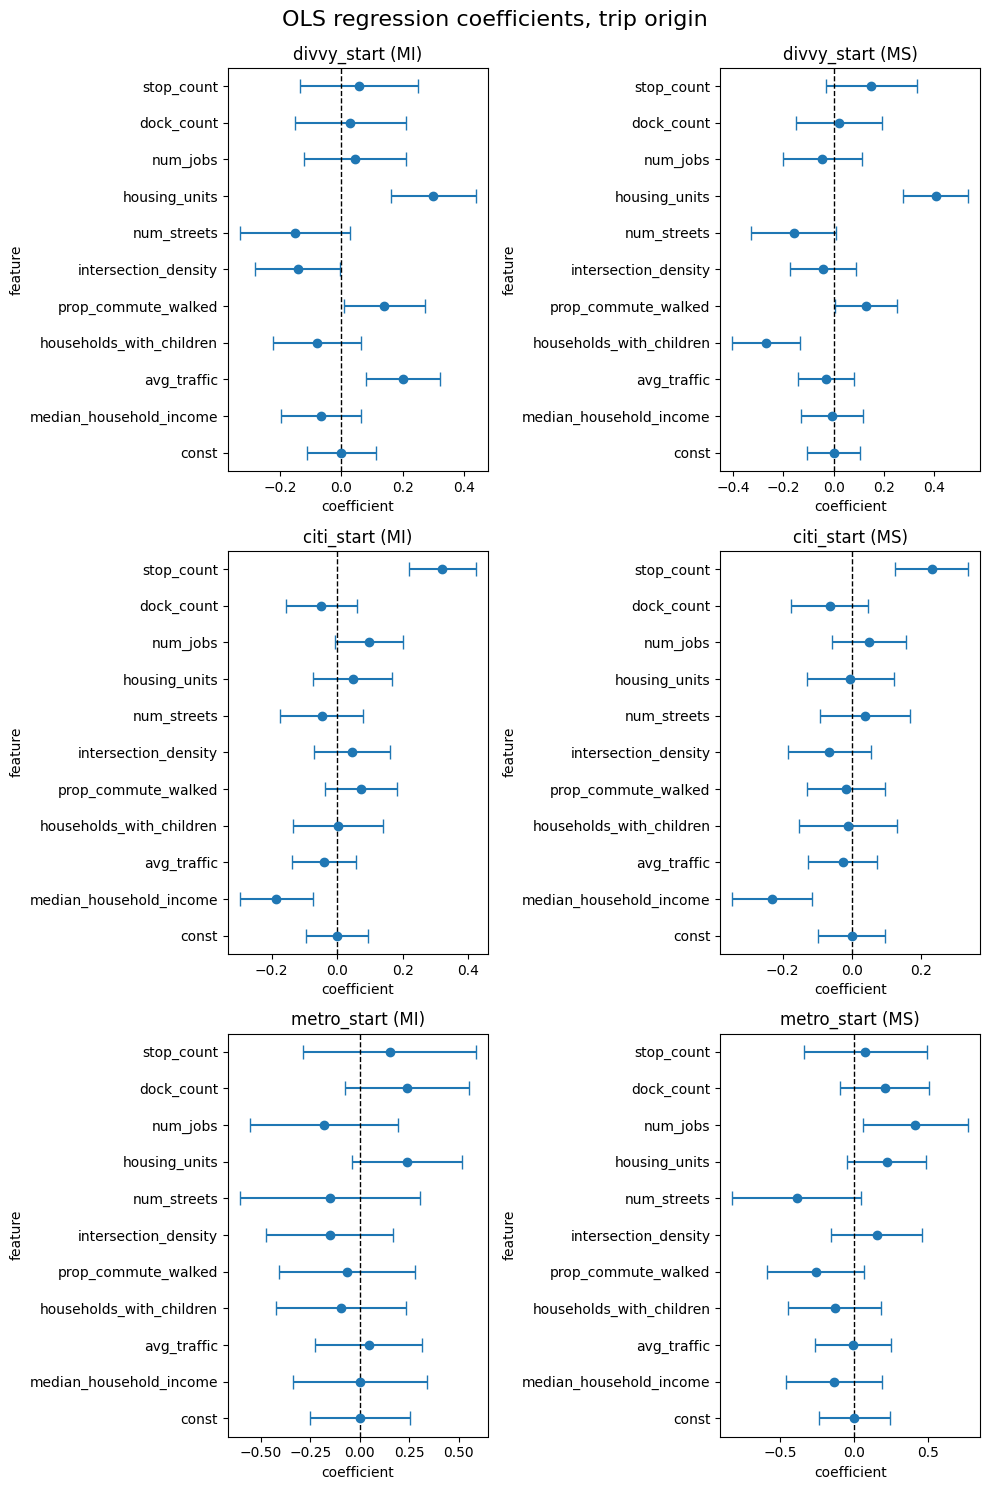 OLS regression coefficients, trip origin
divvy_start (MI)
feature
stop_count
dock_count
num_jobs
housing_units
num_streets
intersection_density
prop_commute_walked
households_with_children
avg_traffic
median_household_income
const
−0.2 0.0 0.2 0.4
coefficient
divvy_start (MS)
feature
stop_count
dock_count
num_jobs
housing_units
num_streets
intersection_density
prop_commute_walked
households_with_children
avg_traffic
median_household_income
const
−0.4 −0.2 0.0 0.2 0.4
coefficient
citi_start (MI)
feature
stop_count
dock_count
num_jobs
housing_units
num_streets
intersection_density
prop_commute_walked
households_with_children
avg_traffic
median_household_income
const
−0.2 0.0 0.2 0.4
coefficient
citi_start (MS)
feature
stop_count
dock_count
num_jobs
housing_units
num_streets
intersection_density
prop_commute_walked
households_with_children
avg_traffic
median_household_income
const
−0.2 0.0 0.2
coefficient
metro_start (MI)
feature
stop_count
dock_count
num_jobs
housing_units
num_streets
intersection_density
prop_commute_walked
households_with_children
avg_traffic
median_household_income
const
−0.50 −0.25 0.00 0.25 0.50
coefficient
metro_start (MS)
feature
stop_count
dock_count
num_jobs
housing_units
num_streets
intersection_density
prop_commute_walked
households_with_children
avg_traffic
median_household_income
const
−0.5 0.0 0.5
coefficient